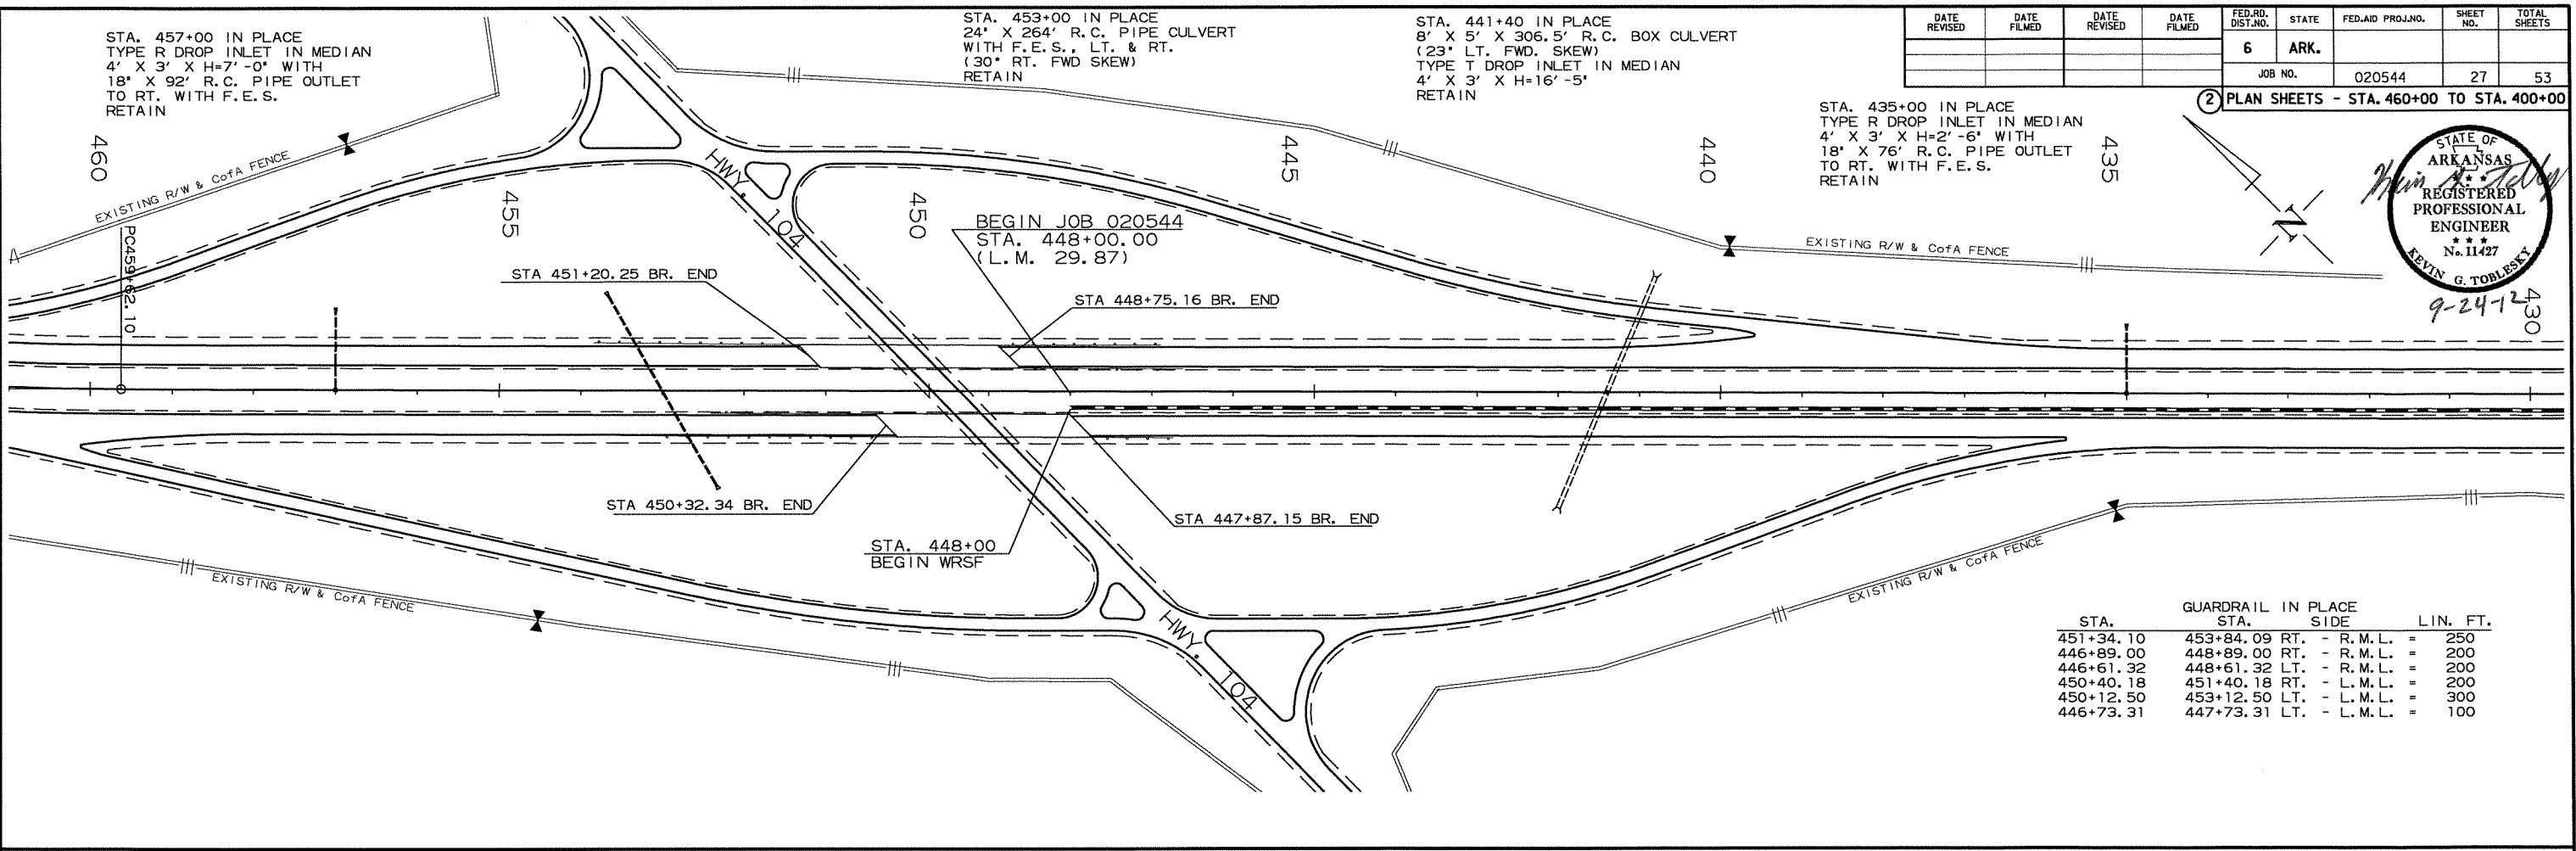 STA. 457+00 IN PLACE
TYPE R DROP INLET IN MEDIAN
4' X 3' X H=7'-0" WITH
18" X 92' R.C. PIPE OUTLET
TO RT. WITH F.E.S.
RETAIN
STA. 453+00 IN PLACE
24" X 264' R.C. PIPE CULVERT
WITH F.E.S., LT. & RT.
(30° RT. FWD SKEW)
RETAIN
STA. 441+40 IN PLACE
8' X 5' X 306.5' R.C. BOX CULVERT
(23° LT. FWD. SKEW)
TYPE T DROP INLET IN MEDIAN
4' X 3' X H=16'-5"
RETAIN
STA. 435+00 IN PLACE
TYPE R DROP INLET IN MEDIAN
4' X 3' X H=2'-6" WITH
18" X 76' R.C. PIPE OUTLET
TO RT. WITH F.E.S.
RETAIN
DATE REVISED DATE FILMED DATE REVISED DATE FILMED FED.RD. DIST.NO. STATE FED.AID PROJ.NO. SHEET NO. TOTAL SHEETS
6 ARK.
JOB NO. 020544 27 53
2 PLAN SHEETS - STA. 460+00 TO STA. 400+00
STATE OF
ARKANSAS
REGISTERED
PROFESSIONAL
ENGINEER
No. 11427
KEVIN G. TOBLESKY
9-24-12
N
460
455
450
445
440
435
430
EXISTING R/W & CofA FENCE
PC459+62.10
HWY. 104
BEGIN JOB 020544
STA. 448+00.00
(L.M. 29.87)
EXISTING R/W & CofA FENCE
STA 451+20.25 BR. END
STA 448+75.16 BR. END
STA 450+32.34 BR. END
STA 447+87.15 BR. END
STA. 448+00
BEGIN WRSF
EXISTING R/W & CofA FENCE
HWY. 104
EXISTING R/W & CofA FENCE
GUARDRAIL IN PLACE
STA. STA. SIDE LIN. FT.
451+34.10 453+84.09 RT. - R.M.L. = 250
446+89.00 448+89.00 RT. - R.M.L. = 200
446+61.32 448+61.32 LT. - R.M.L. = 200
450+40.18 451+40.18 RT. - L.M.L. = 200
450+12.50 453+12.50 LT. - L.M.L. = 300
446+73.31 447+73.31 LT. - L.M.L. = 100